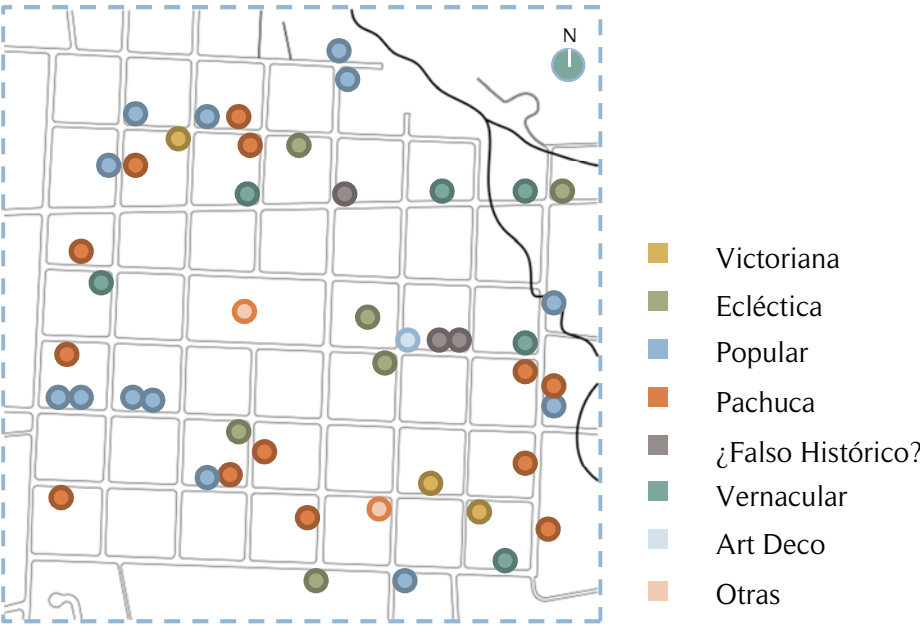 N
Victoriana
Ecléctica
Popular
Pachuca
¿Falso Histórico?
Vernacular
Art Deco
Otras